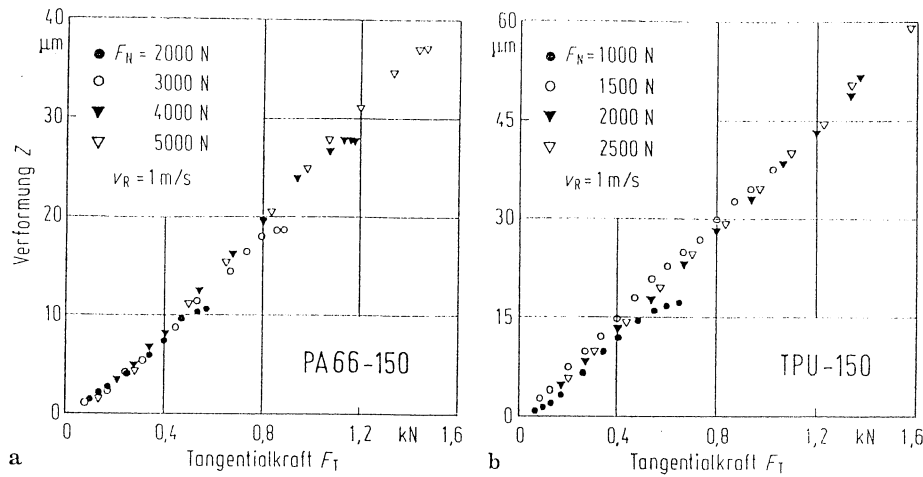 40
μm
30
20
10
0
Verformung Z
● F_N = 2000 N
○ 3000 N
▼ 4000 N
▽ 5000 N
v_R = 1 m/s
PA66-150
0 0,4 0,8 1,2 kN 1,6
Tangentialkraft F_T
a
60
μm
45
30
15
0
● F_N = 1000 N
○ 1500 N
▼ 2000 N
▽ 2500 N
v_R = 1 m/s
TPU-150
0 0,4 0,8 1,2 kN 1,6
Tangentialkraft F_T
b